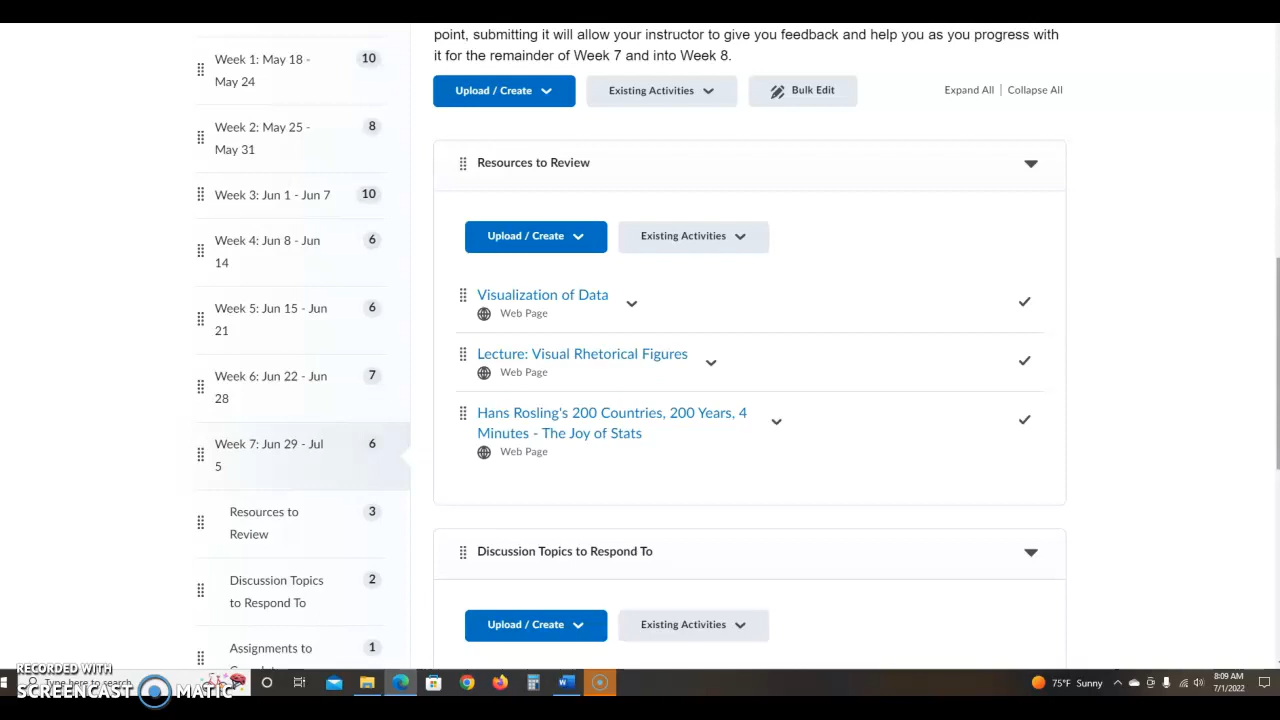 point, submitting it will allow your instructor to give you feedback and help you as you progress with
it for the remainder of Week 7 and into Week 8.
Week 1: May 18 -
May 24
10
Week 2: May 25 -
May 31
8
Week 3: Jun 1 - Jun 7
10
Week 4: Jun 8 - Jun
14
6
Week 5: Jun 15 - Jun
21
6
Week 6: Jun 22 - Jun
28
7
Week 7: Jun 29 - Jul
5
6
Resources to
Review
3
Discussion Topics
to Respond To
2
Assignments to
1
Upload / Create
Existing Activities
Bulk Edit
Expand All | Collapse All
Resources to Review
Upload / Create
Existing Activities
Visualization of Data
Web Page
Lecture: Visual Rhetorical Figures
Web Page
Hans Rosling's 200 Countries, 200 Years, 4
Minutes - The Joy of Stats
Web Page
Discussion Topics to Respond To
Upload / Create
Existing Activities
RECORDED WITH
SCREENCAST MATIC
Type here to search
75°F Sunny
8:09 AM
7/1/2022